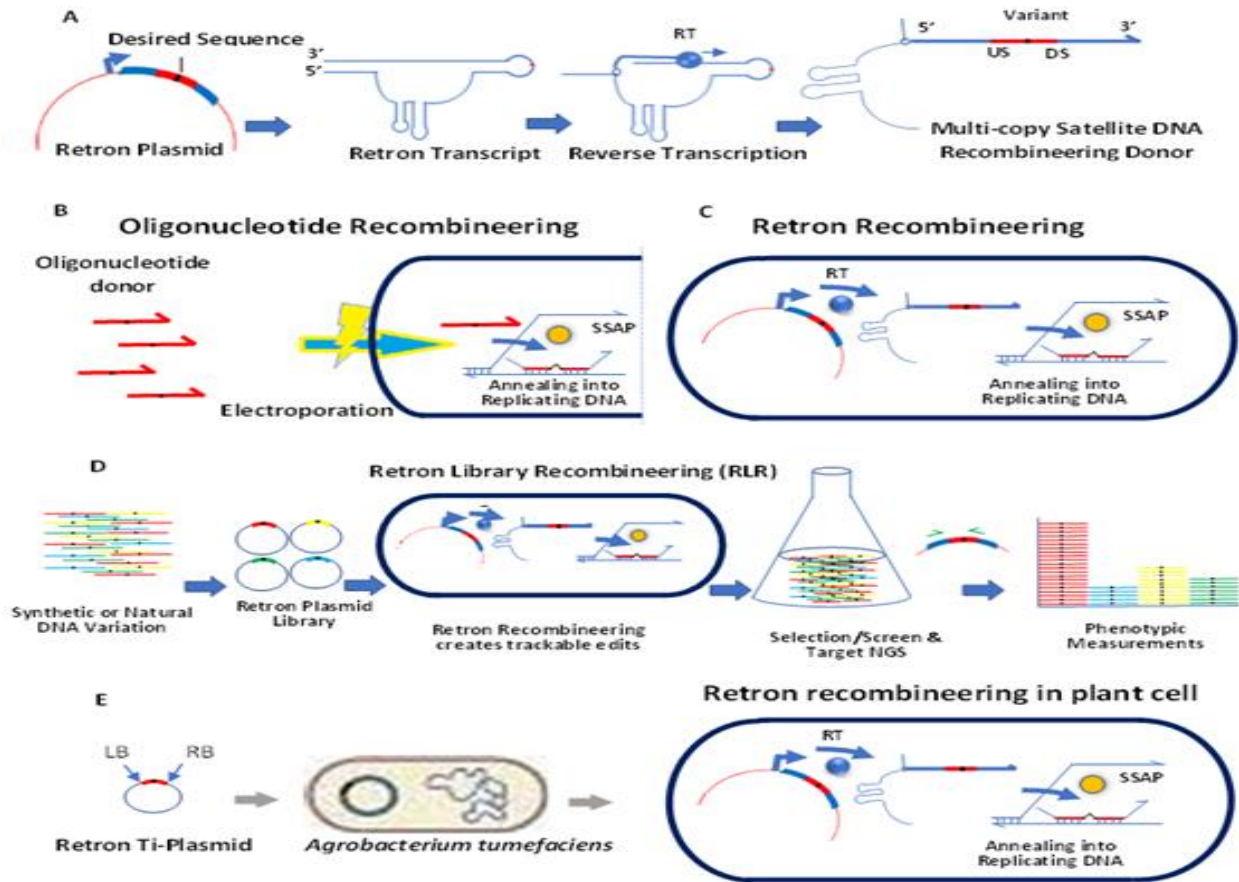 A
Desired Sequence
Retron Plasmid
3′
5′
Retron Transcript
RT
Reverse Transcription
5′
Variant
3′
US
DS
Multi-copy Satellite DNA
Recombineering Donor
B
Oligonucleotide Recombineering
Oligonucleotide
donor
Electroporation
SSAP
Annealing into
Replicating DNA
C
Retron Recombineering
RT
SSAP
Annealing into
Replicating DNA
D
Retron Library Recombineering (RLR)
Synthetic or Natural
DNA Variation
Retron Plasmid
Library
Retron Recombineering
creates trackable edits
Selection/Screen &
Target NGS
Phenotypic
Measurements
E
Retron recombineering in plant cell
LB
RB
Retron Ti-Plasmid
Agrobacterium tumefaciens
RT
SSAP
Annealing into
Replicating DNA